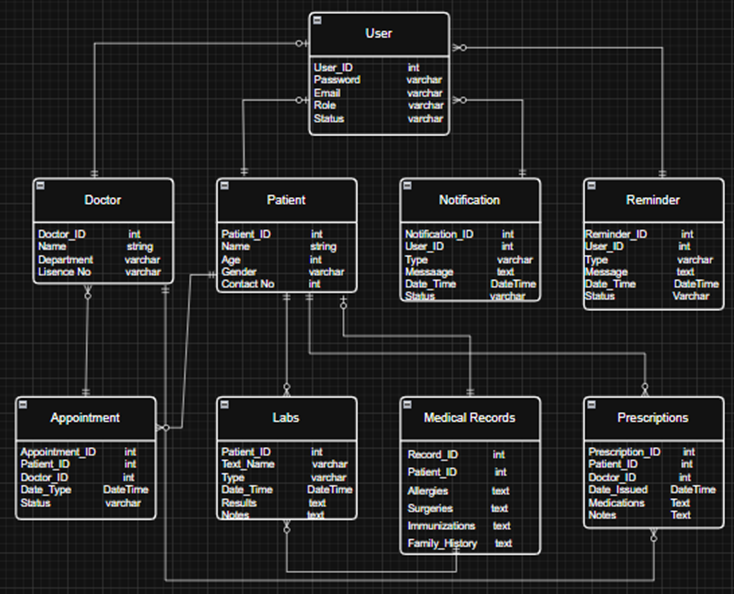 User
User_ID int
Password varchar
Email varchar
Role varchar
Status varchar
Doctor
Doctor_ID int
Name string
Department varchar
Lisence No varchar
Patient
Patient_ID int
Name string
Age int
Gender varchar
Contact No int
Notification
Notification_ID int
User_ID int
Type varchar
Messaage text
Date_Time DateTime
Status varchar
Reminder
Reminder_ID int
User_ID int
Type varchar
Message text
Date_Time DateTime
Status Varchar
Appointment
Appointment_ID int
Patient_ID int
Doctor_ID int
Date_Type DateTime
Status varchar
Labs
Patient_ID int
Text_Name varchar
Type varchar
Date_Time DateTime
Results text
Notes text
Medical Records
Record_ID int
Patient_ID int
Allergies text
Surgeries text
Immunizations text
Family_History text
Prescriptions
Prescription_ID int
Patient_ID int
Doctor_ID int
Date_Issued DateTime
Medications Text
Notes Text